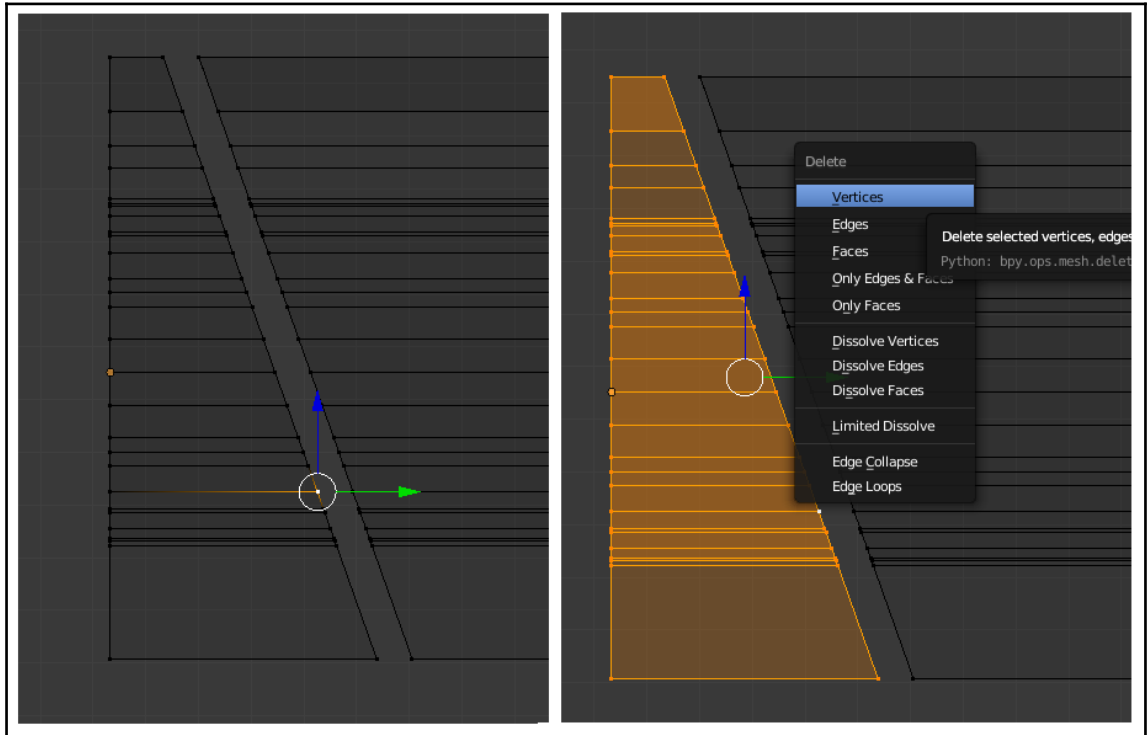 Delete
Vertices
Edges
Faces
Only Edges & Faces
Only Faces
Dissolve Vertices
Dissolve Edges
Dissolve Faces
Limited Dissolve
Edge Collapse
Edge Loops
Delete selected vertices, edges
Python: bpy.ops.mesh.delet